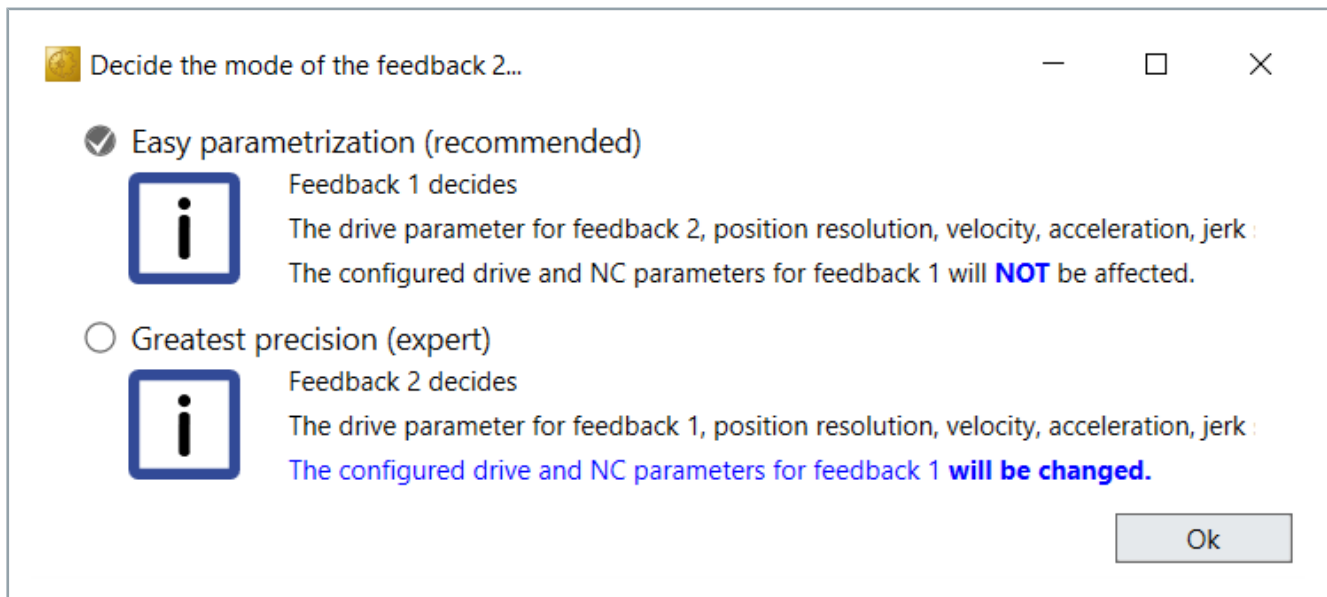 Decide the mode of the feedback 2...
Easy parametrization (recommended)
Feedback 1 decides
The drive parameter for feedback 2, position resolution, velocity, acceleration, jerk
The configured drive and NC parameters for feedback 1 will NOT be affected.
Greatest precision (expert)
Feedback 2 decides
The drive parameter for feedback 1, position resolution, velocity, acceleration, jerk
The configured drive and NC parameters for feedback 1 will be changed.
Ok